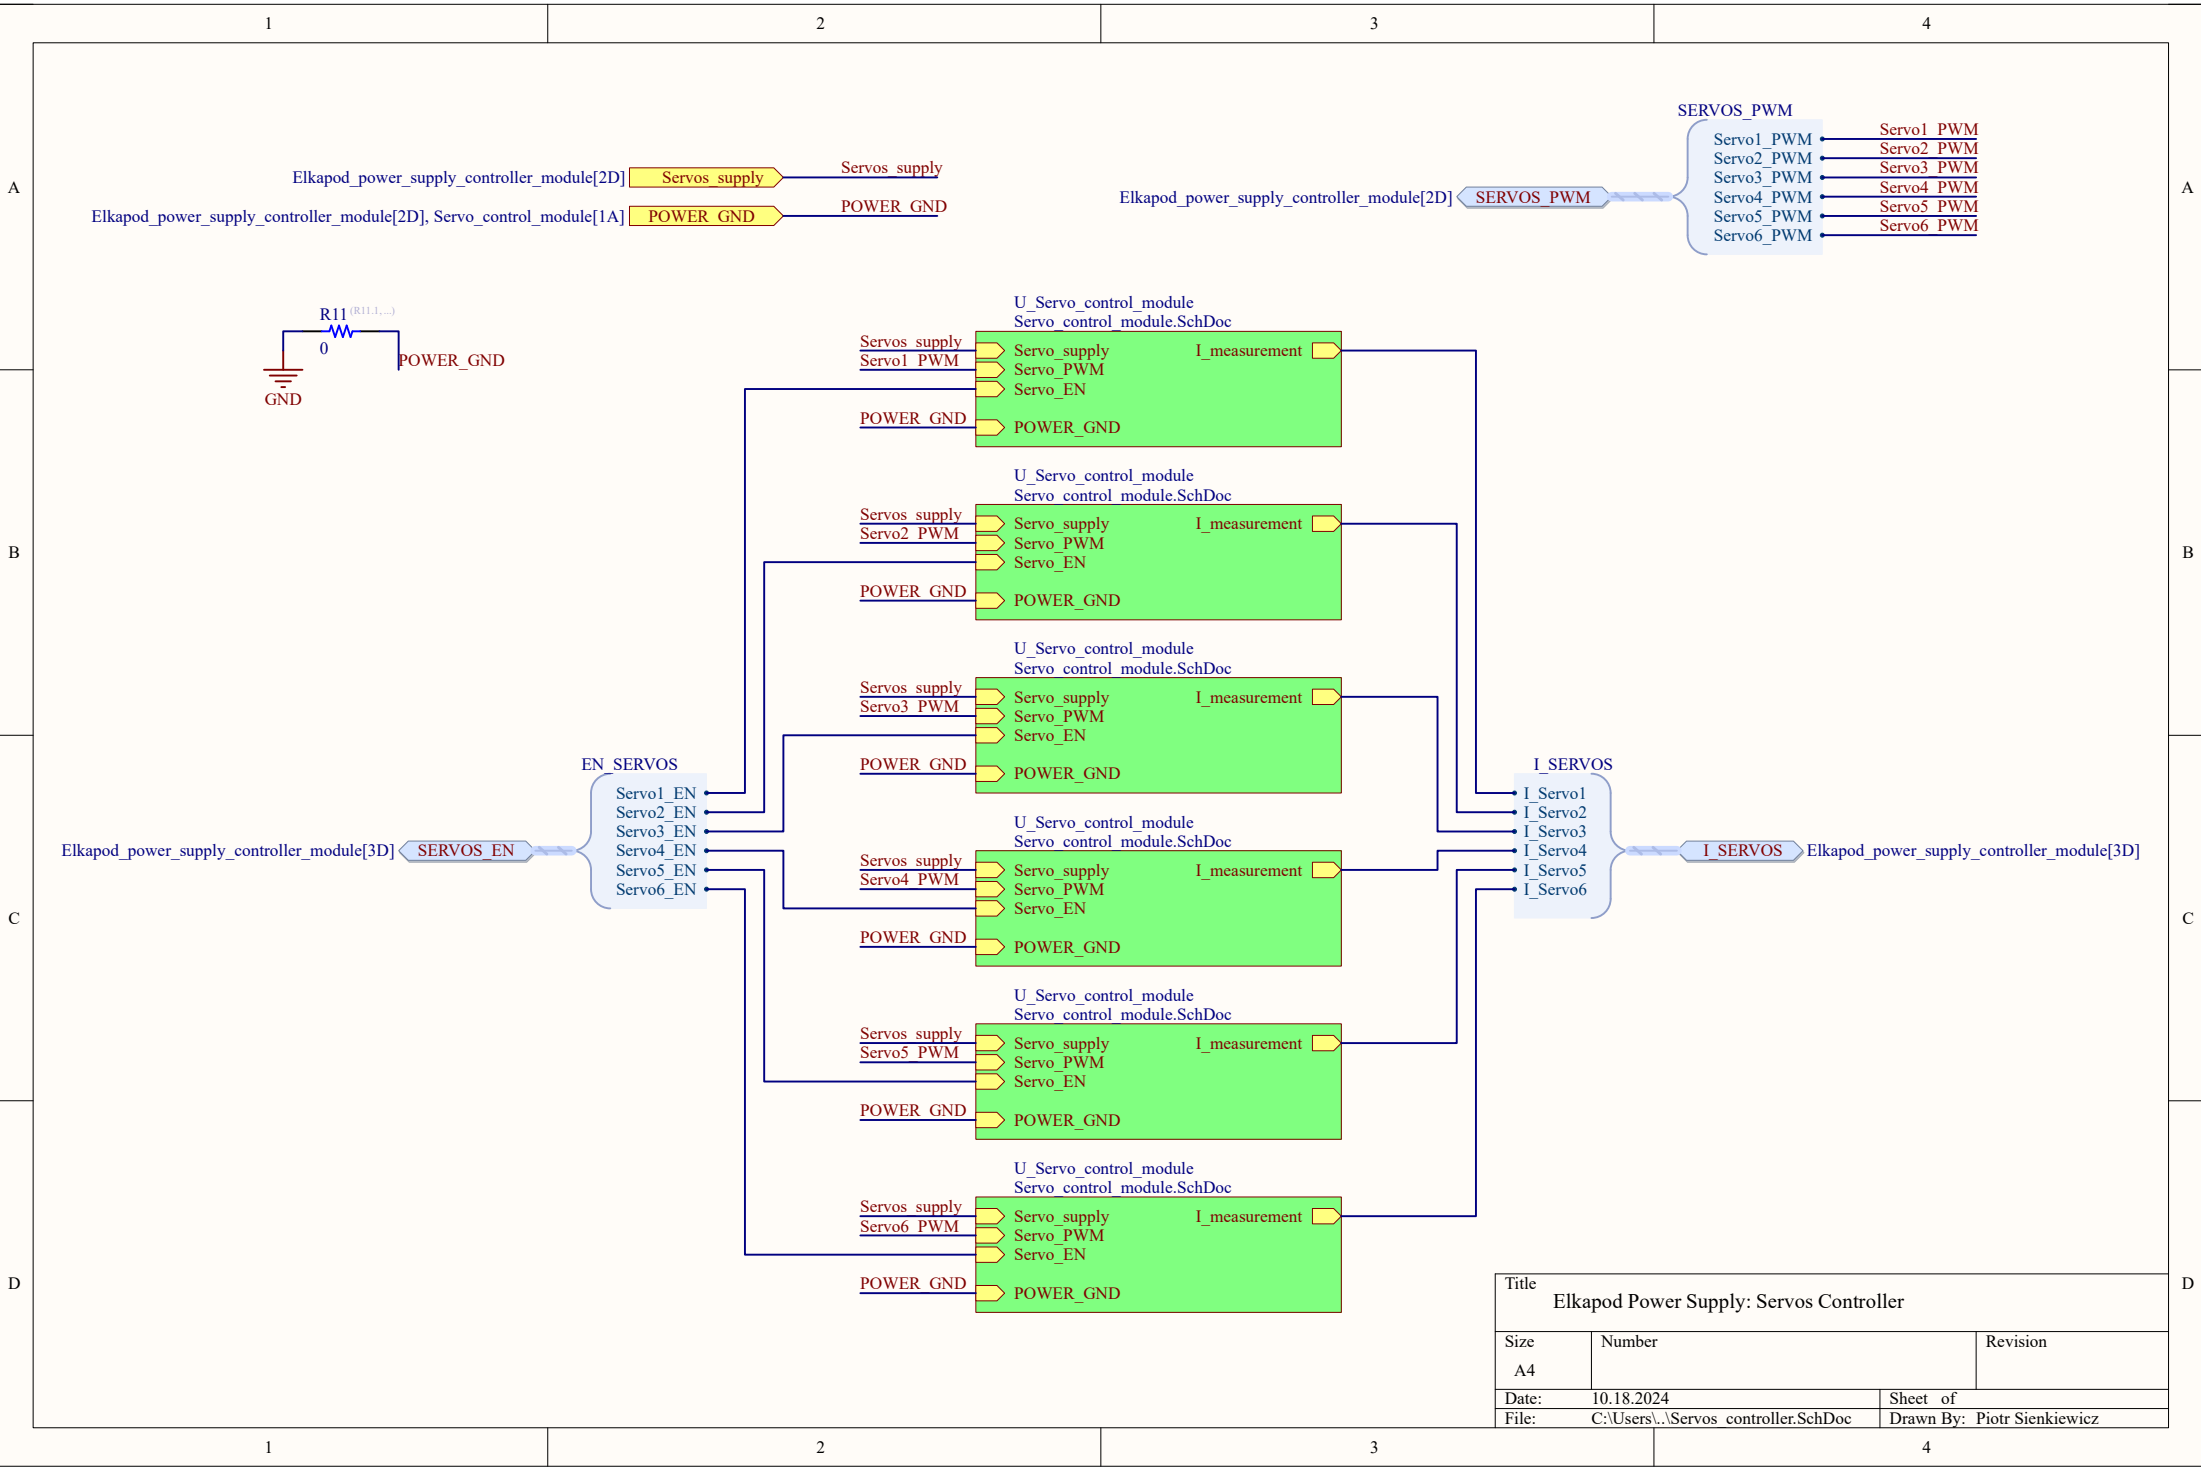 1 2 3 4
A
A
SERVOS_PWM
Servo1_PWM Servo1_PWM
Servo2_PWM Servo2_PWM
Servo3_PWM Servo3_PWM
Servo4_PWM Servo4_PWM
Servo5_PWM Servo5_PWM
Servo6_PWM Servo6_PWM
Elkapod_power_supply_controller_module[2D] SERVOS_PWM
Elkapod_power_supply_controller_module[2D] Servos_supply Servos_supply
Elkapod_power_supply_controller_module[2D], Servo_control_module[1A] POWER_GND POWER_GND
R11 (R11.1, ...)
0
POWER_GND
GND
U_Servo_control_module
Servo_control_module.SchDoc
Servos_supply Servo_supply I_measurement
Servo1_PWM Servo_PWM
Servo_EN
POWER_GND POWER_GND
B
B
U_Servo_control_module
Servo_control_module.SchDoc
Servos_supply Servo_supply I_measurement
Servo2_PWM Servo_PWM
Servo_EN
POWER_GND POWER_GND
U_Servo_control_module
Servo_control_module.SchDoc
Servos_supply Servo_supply I_measurement
Servo3_PWM Servo_PWM
Servo_EN
POWER_GND POWER_GND
EN_SERVOS
Servo1_EN
Servo2_EN
Servo3_EN
Servo4_EN
Servo5_EN
Servo6_EN
Elkapod_power_supply_controller_module[3D] SERVOS_EN
I_SERVOS
I_Servo1
I_Servo2
I_Servo3
I_Servo4
I_Servo5
I_Servo6
I_SERVOS Elkapod_power_supply_controller_module[3D]
C
C
U_Servo_control_module
Servo_control_module.SchDoc
Servos_supply Servo_supply I_measurement
Servo4_PWM Servo_PWM
Servo_EN
POWER_GND POWER_GND
U_Servo_control_module
Servo_control_module.SchDoc
Servos_supply Servo_supply I_measurement
Servo5_PWM Servo_PWM
Servo_EN
POWER_GND POWER_GND
U_Servo_control_module
Servo_control_module.SchDoc
Servos_supply Servo_supply I_measurement
Servo6_PWM Servo_PWM
Servo_EN
POWER_GND POWER_GND
D
D
Title
Elkapod Power Supply: Servos Controller
Size Number Revision
A4
Date: 10.18.2024 Sheet of
File: C:\Users\..\Servos_controller.SchDoc Drawn By: Piotr Sienkiewicz
1 2 3 4